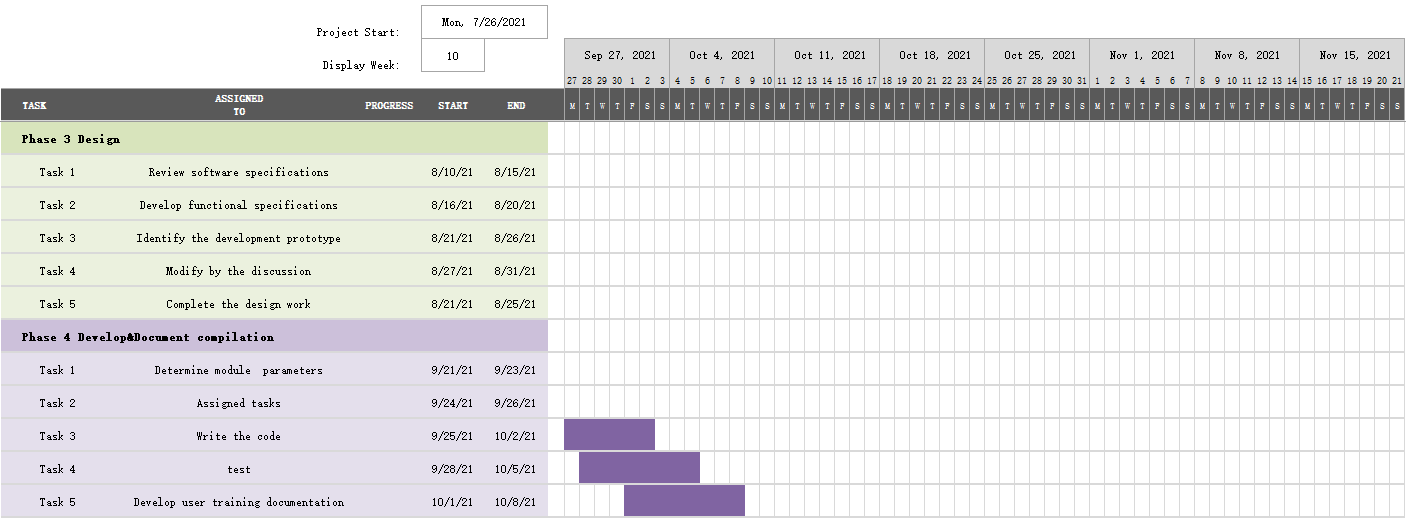 Project Start: Mon, 7/26/2021
Display Week: 10
Sep 27, 2021 Oct 4, 2021 Oct 11, 2021 Oct 18, 2021 Oct 25, 2021 Nov 1, 2021 Nov 8, 2021 Nov 15, 2021
27 28 29 30 1 2 3 4 5 6 7 8 9 10 11 12 13 14 15 16 17 18 19 20 21 22 23 24 25 26 27 28 29 30 31 1 2 3 4 5 6 7 8 9 10 11 12 13 14 15 16 17 18 19 20 21
TASK ASSIGNED TO PROGRESS START END M T W T F S S M T W T F S S M T W T F S S M T W T F S S M T W T F S S M T W T F S S M T W T F S S M T W T F S S
Phase 3 Design
Task 1 Review software specifications 8/10/21 8/15/21
Task 2 Develop functional specifications 8/16/21 8/20/21
Task 3 Identify the development prototype 8/21/21 8/26/21
Task 4 Modify by the discussion 8/27/21 8/31/21
Task 5 Complete the design work 8/21/21 8/25/21
Phase 4 Develop&Document compilation
Task 1 Determine module parameters 9/21/21 9/23/21
Task 2 Assigned tasks 9/24/21 9/26/21
Task 3 Write the code 9/25/21 10/2/21
Task 4 test 9/28/21 10/5/21
Task 5 Develop user training documentation 10/1/21 10/8/21